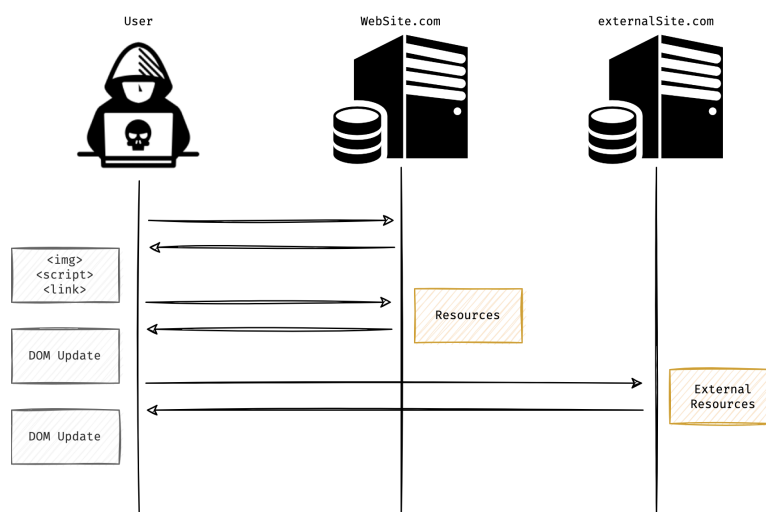 User
WebSite.com
externalSite.com
<img>
<script>
<link>
Resources
DOM Update
External
Resources
DOM Update